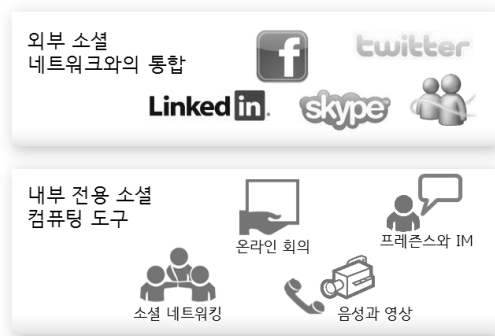 외부 소셜
네트워크와의 통합
f
twitter
Linked in.
skype
내부 전용 소셜
컴퓨팅 도구
온라인 회의
프레즌스와 IM
소셜 네트워킹
음성과 영상